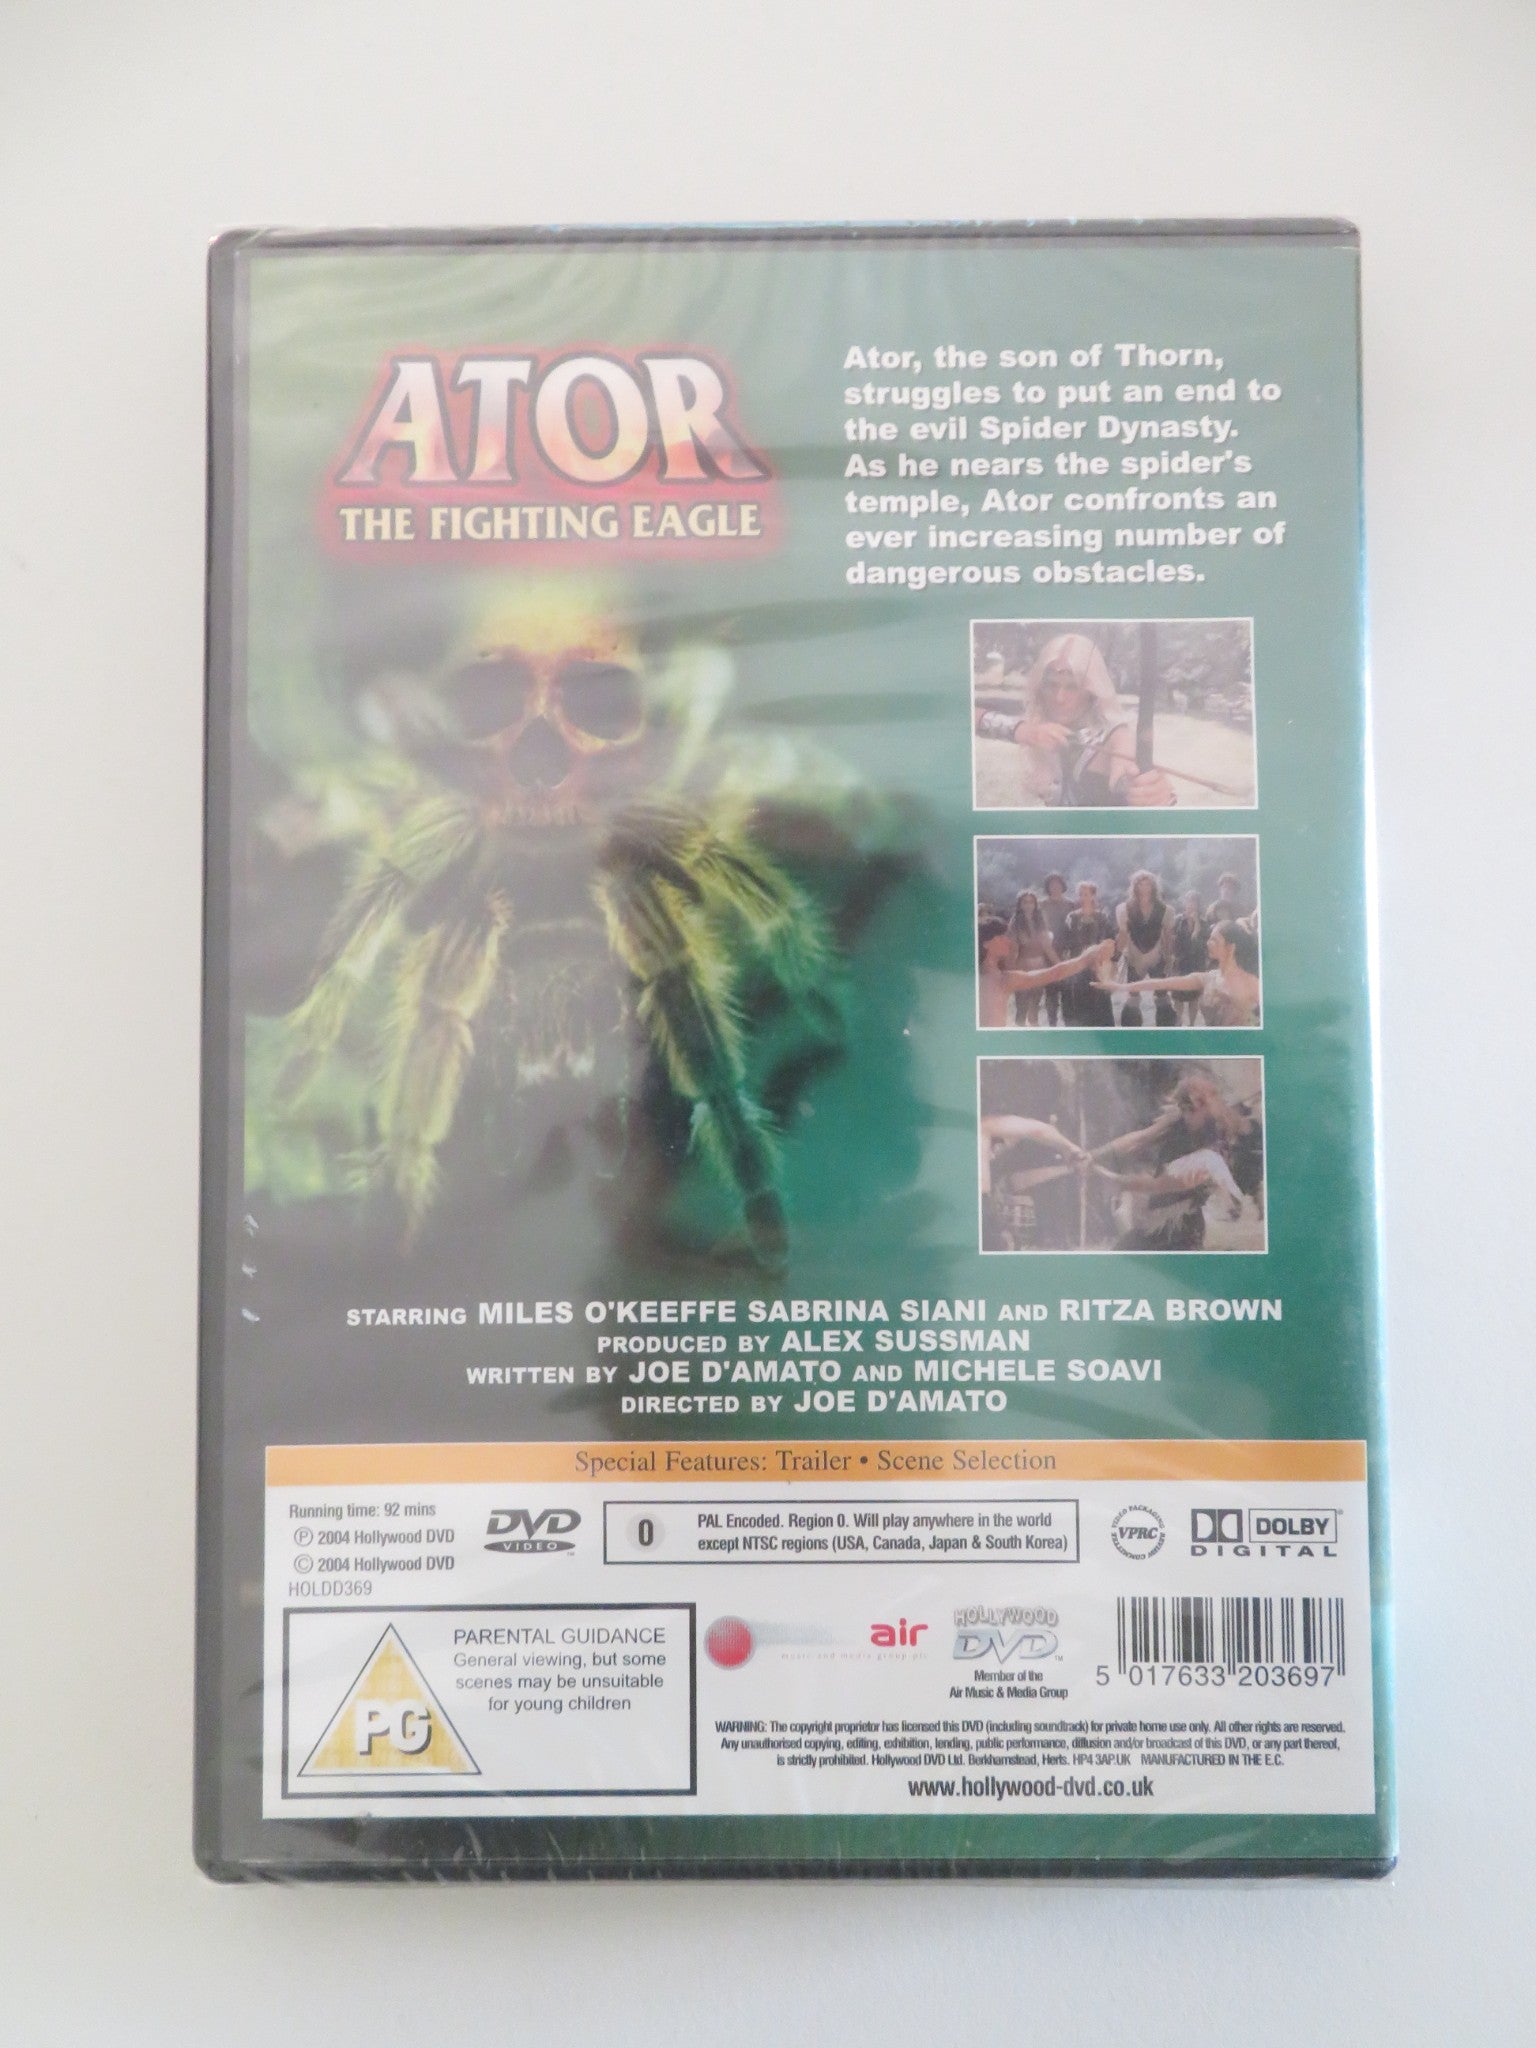 ATOR
THE FIGHTING EAGLE
Ator, the son of Thorn,
struggles to put an end to
the evil Spider Dynasty.
As he nears the spider's
temple, Ator confronts an
ever increasing number of
dangerous obstacles.
STARRING MILES O'KEEFFE SABRINA SIANI AND RITZA BROWN
PRODUCED BY ALEX SUSSMAN
WRITTEN BY JOE D'AMATO AND MICHELE SOAVI
DIRECTED BY JOE D'AMATO
Special Features: Trailer • Scene Selection
Running time: 92 mins
Ⓟ 2004 Hollywood DVD
© 2004 Hollywood DVD
HOLDD369
DVD
VIDEO
0
PAL Encoded. Region 0. Will play anywhere in the world
except NTSC regions (USA, Canada, Japan & South Korea)
VIDEO PACKAGING REVIEW COMMITTEE
VPRC
DOLBY
DIGITAL
PG
PARENTAL GUIDANCE
General viewing, but some
scenes may be unsuitable
for young children
air
music and media group plc
HOLLYWOOD
DVD
Member of the
Air Music & Media Group
5 017633 203697
WARNING: The copyright proprietor has licensed this DVD (including soundtrack) for private home use only. All other rights are reserved.
Any unauthorised copying, editing, exhibition, lending, public performance, diffusion and/or broadcast of this DVD, or any part thereof,
is strictly prohibited. Hollywood DVD Ltd. Berkhamstead, Herts. HP4 3AP.UK MANUFACTURED IN THE E.C.
www.hollywood-dvd.co.uk